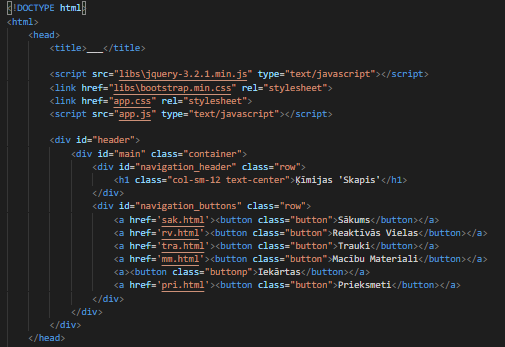 <!DOCTYPE html>
<html>
<head>
<title>___</title>
<script src="libs\jquery-3.2.1.min.js" type="text/javascript"></script>
<link href="libs\bootstrap.min.css" rel="stylesheet">
<link href="app.css" rel="stylesheet">
<script src="app.js" type="text/javascript"></script>
<div id="header">
<div id="main" class="container">
<div id="navigation_header" class="row">
<h1 class="col-sm-12 text-center">Ķīmijas 'Skapis'</h1>
</div>
<div id="navigation_buttons" class="row">
<a href='sak.html'><button class="button">Sākums</button></a>
<a href='rv.html'><button class="button">Reaktīvās Vielas</button></a>
<a href='tra.html'><button class="button">Trauki</button></a>
<a href='mm.html'><button class="button">Macību Materiali</button></a>
<a><button class="buttonp">Iekārtas</button></a>
<a href='pri.html'><button class="button">Prieksmeti</button></a>
</div>
</div>
</div>
</head>